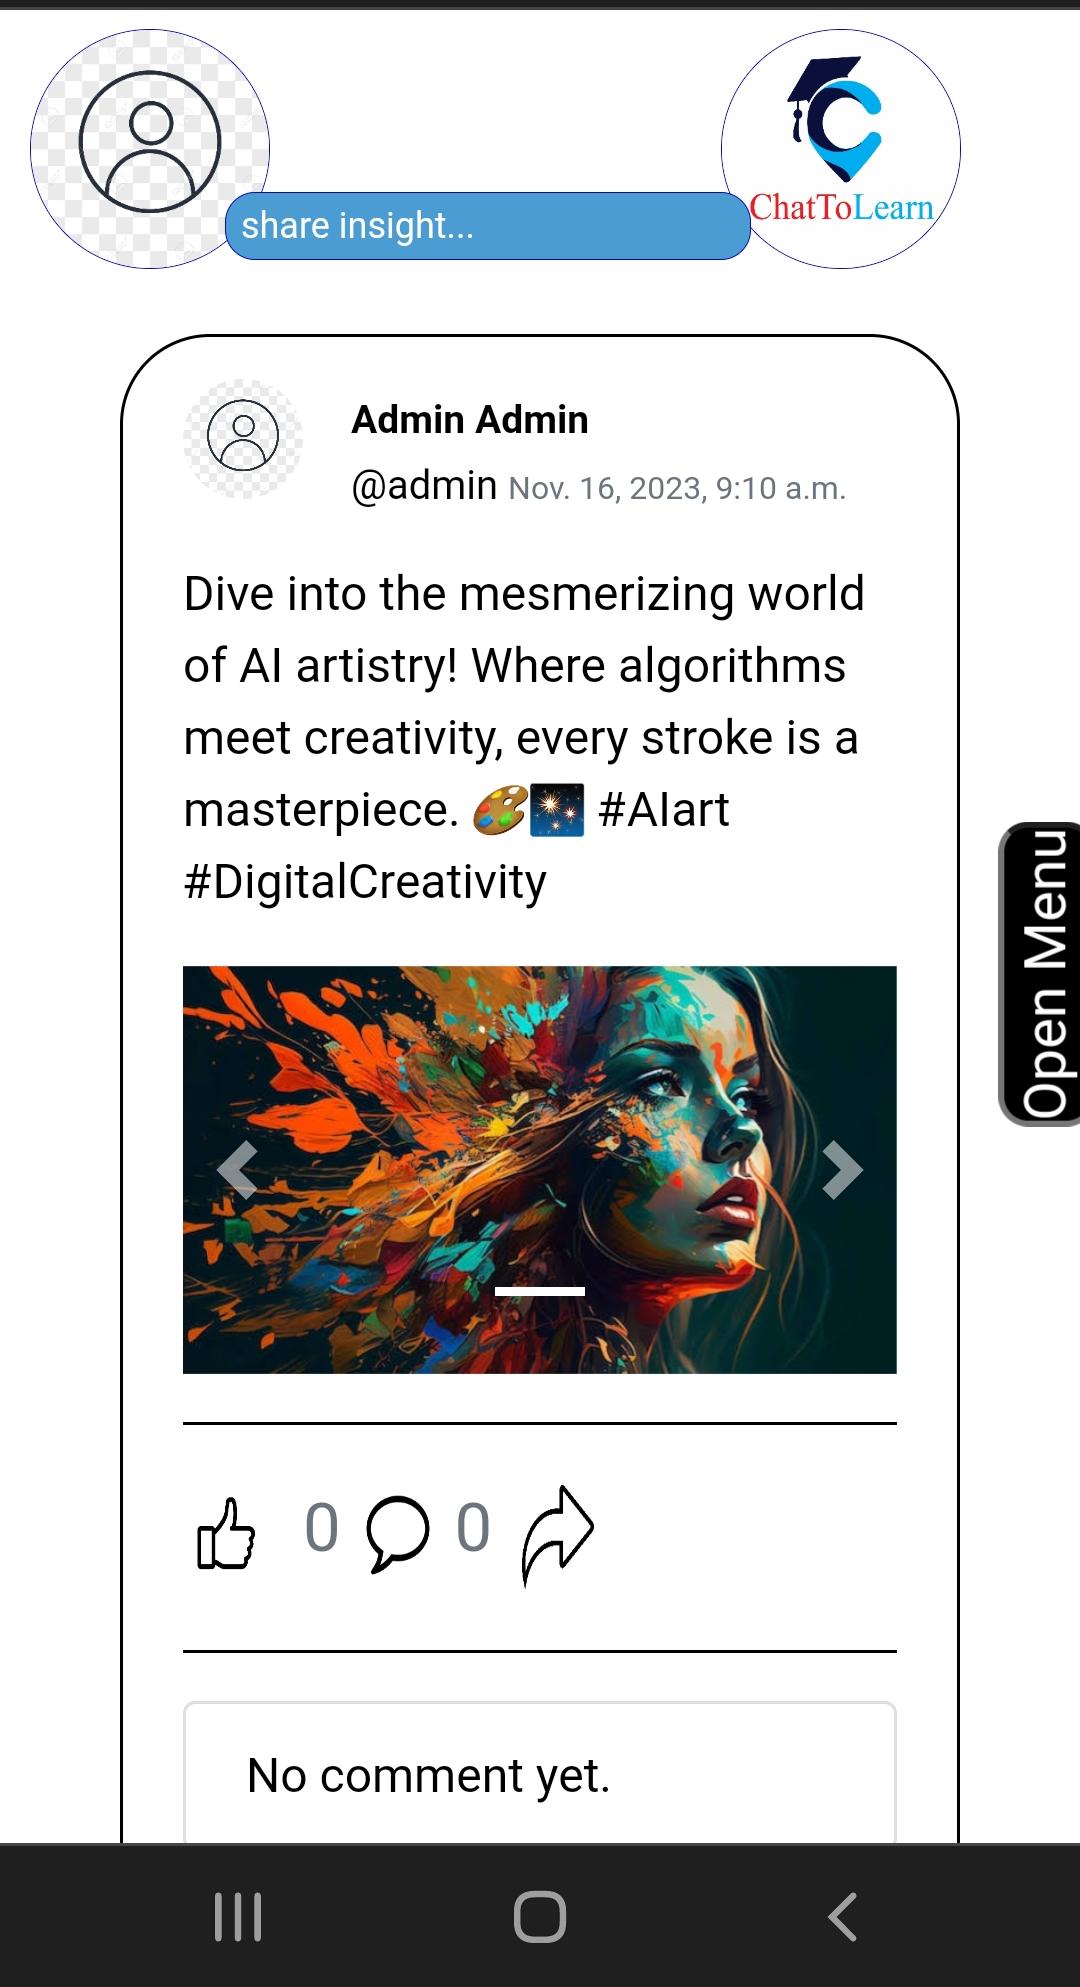 share insight...
ChatToLearn
Admin Admin
@admin Nov. 16, 2023, 9:10 a.m.
Dive into the mesmerizing world
of AI artistry! Where algorithms
meet creativity, every stroke is a
masterpiece. 🎨🎇 #AIart
#DigitalCreativity
Open Menu
0 0
No comment yet.